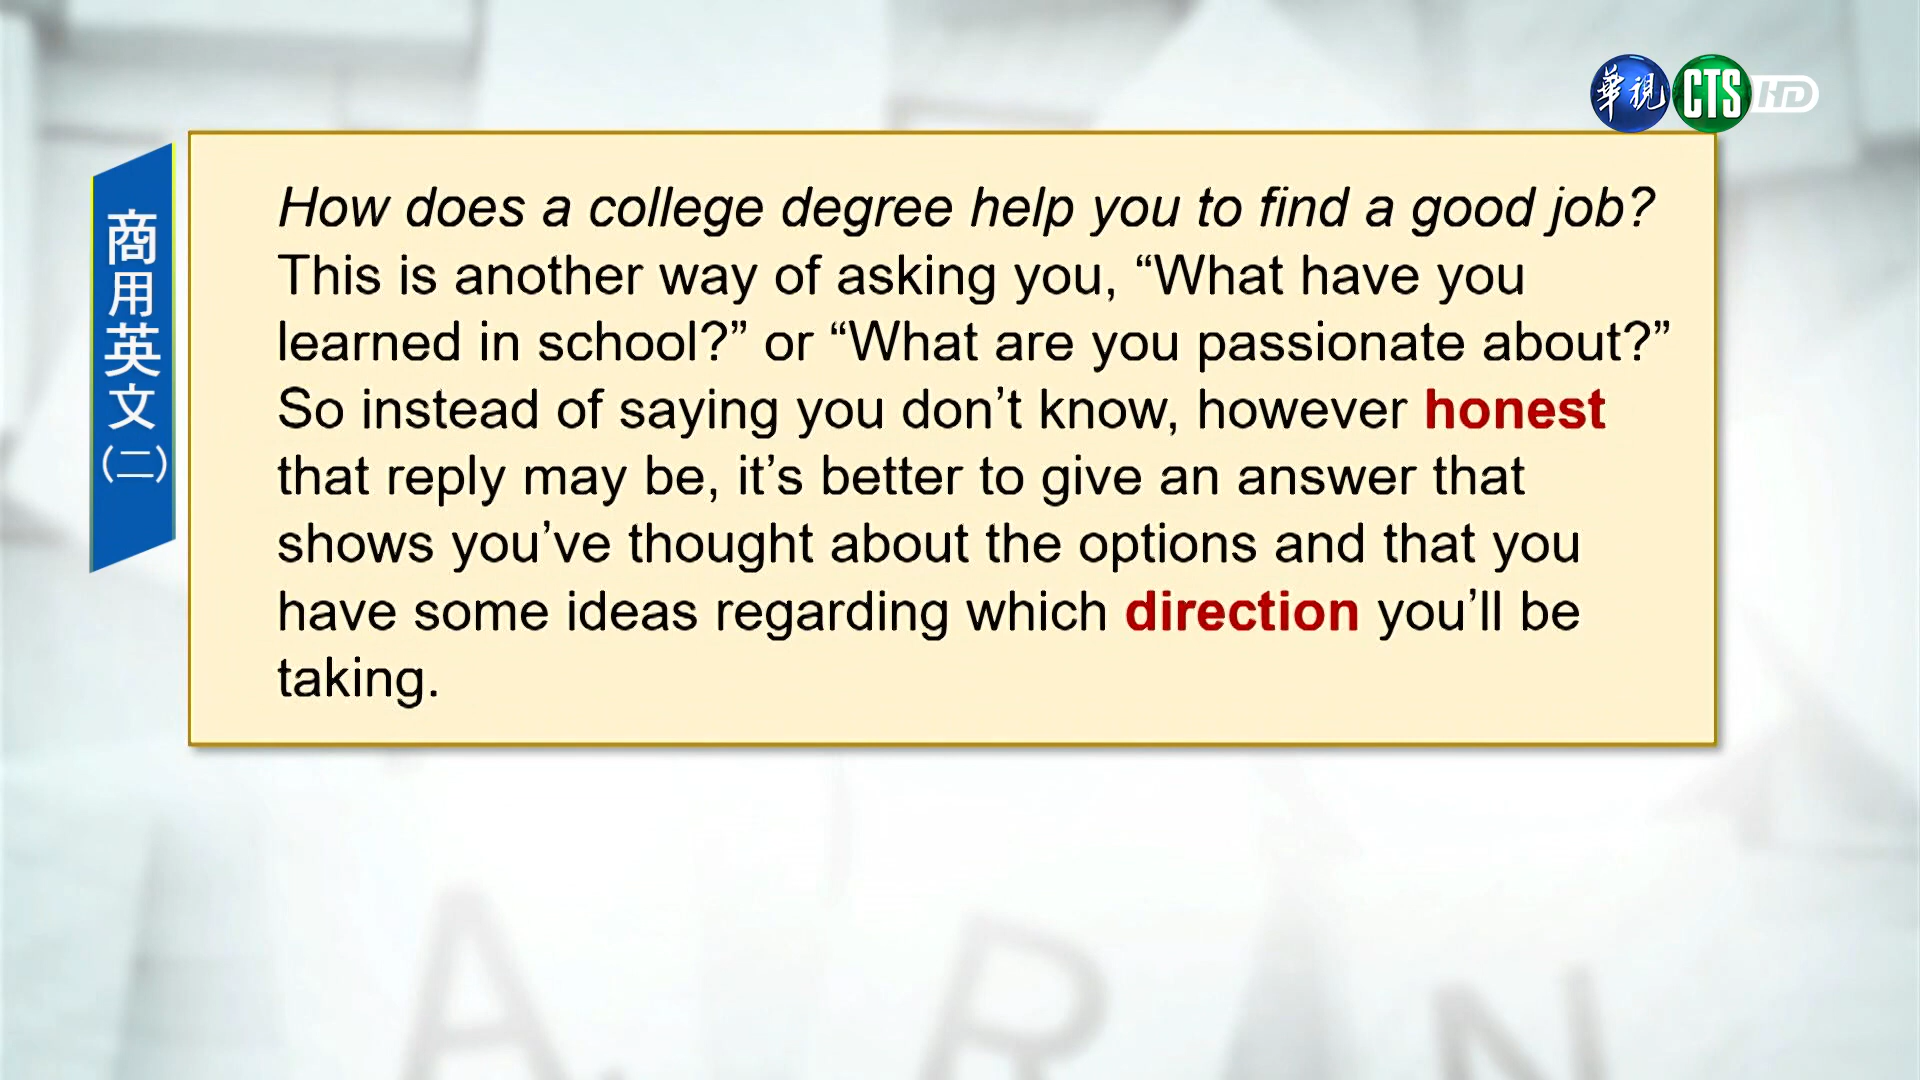 華視 CTS HD
商用英文(二)
How does a college degree help you to find a good job?
This is another way of asking you, “What have you
learned in school?” or “What are you passionate about?”
So instead of saying you don’t know, however honest
that reply may be, it’s better to give an answer that
shows you’ve thought about the options and that you
have some ideas regarding which direction you’ll be
taking.
A R N